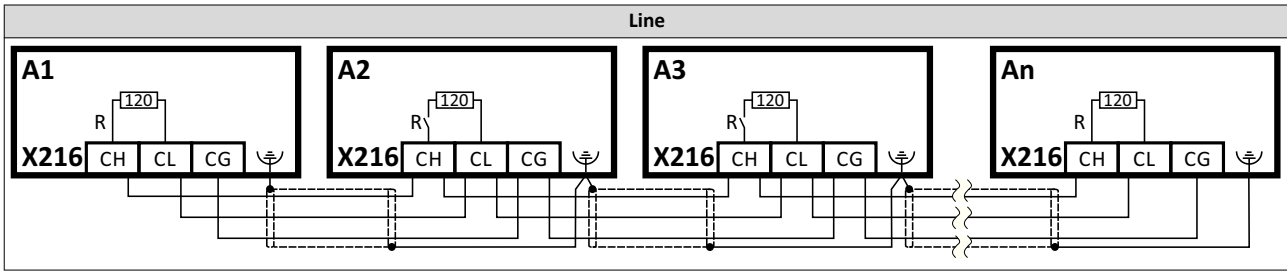 Line
A1 A2 A3 An
120 120 120 120
R R R R
X216 CH CL CG X216 CH CL CG X216 CH CL CG X216 CH CL CG